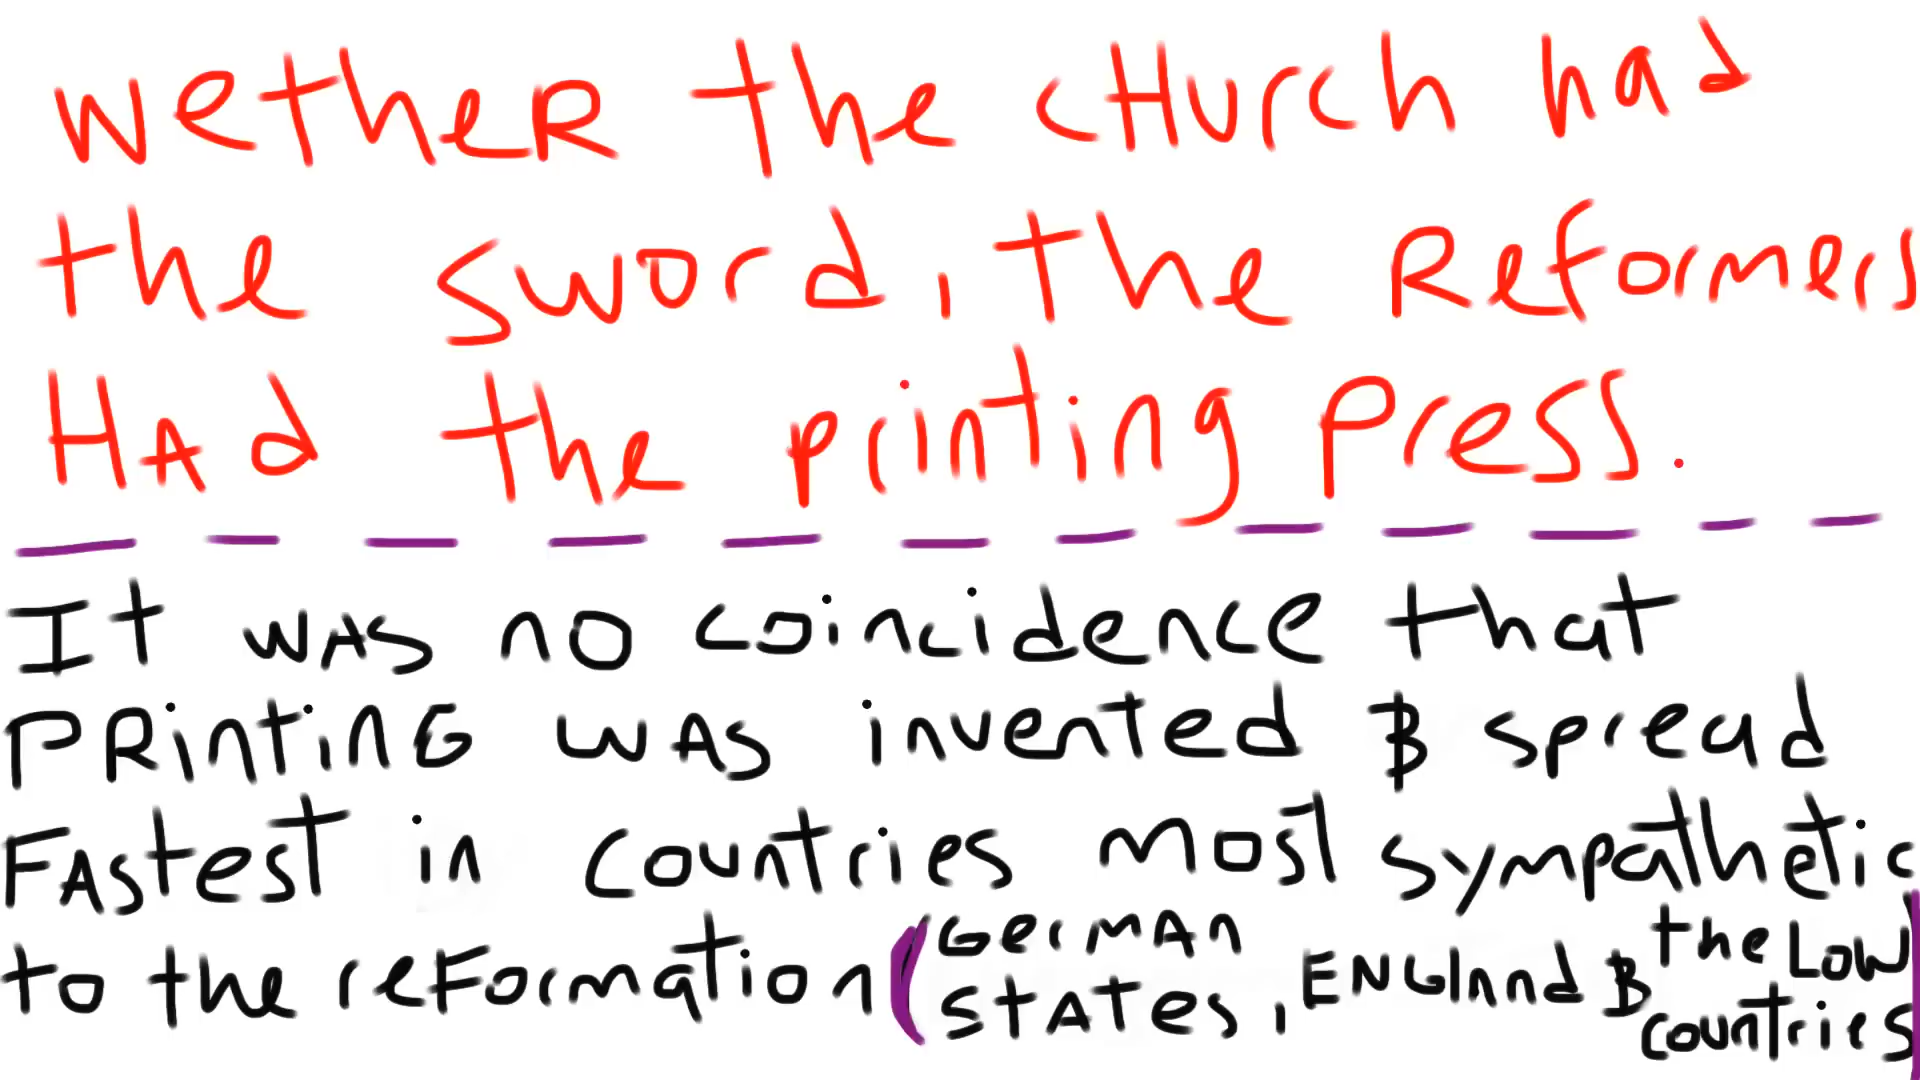 WetheR the cHUrch had
the sword, the Reformers
HAd the printing press.
It wAS no coincidence that
PRintinG wAS invented & spread
FAstest in countries most sympathetic
to the reFormation (GermAn StATes, ENGlAnd & the Low countries)